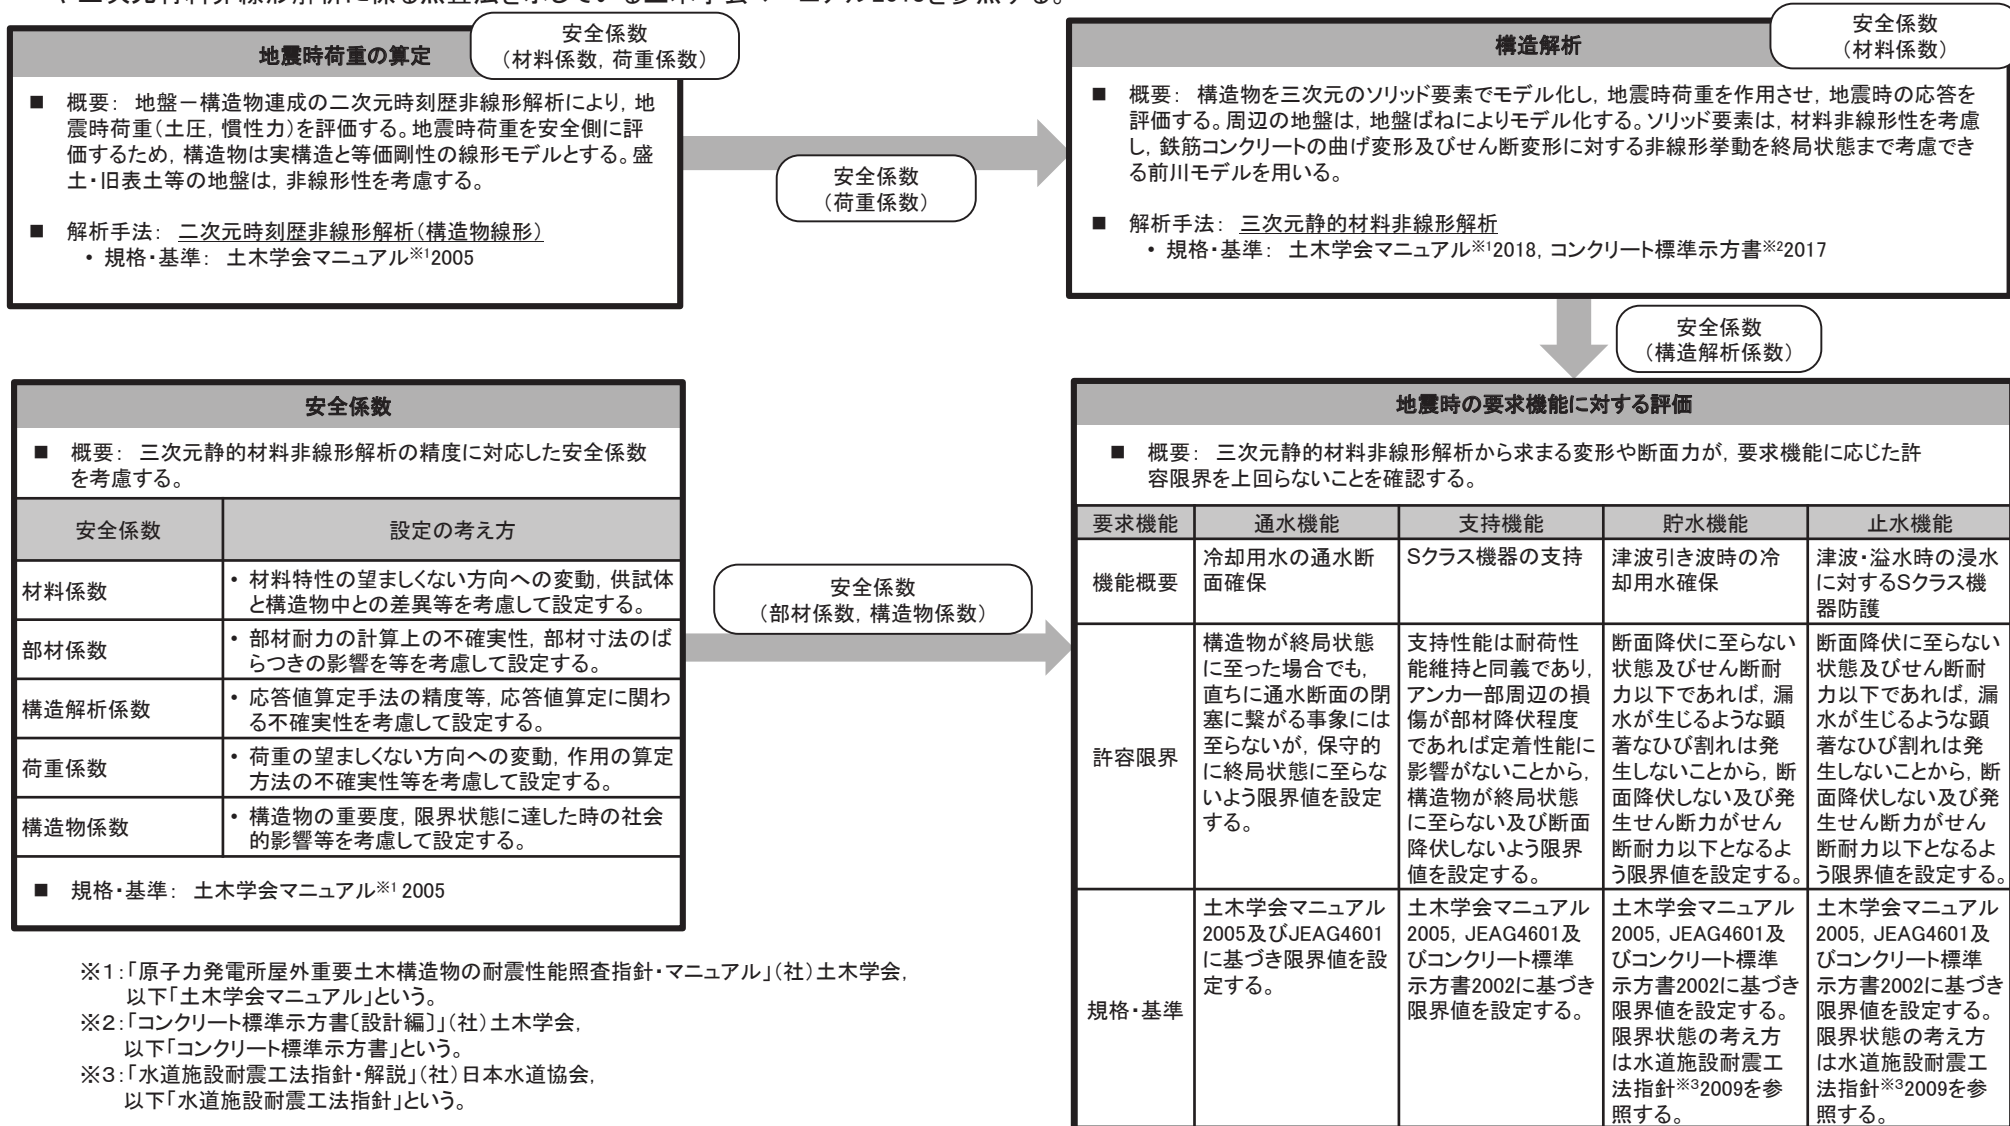 地震時荷重の算定
安全係数
（材料係数, 荷重係数）
■ 概要： 地盤－構造物連成の二次元時刻歴非線形解析により, 地
震時荷重（土圧, 慣性力）を評価する。地震時荷重を安全側に評
価するため, 構造物は実構造と等価剛性の線形モデルとする。盛
土・旧表土等の地盤は, 非線形性を考慮する。
■ 解析手法： 二次元時刻歴非線形解析（構造物線形）
• 規格・基準： 土木学会マニュアル※12005
安全係数
（荷重係数）
構造解析
安全係数
（材料係数）
■ 概要： 構造物を三次元のソリッド要素でモデル化し, 地震時荷重を作用させ, 地震時の応答を
評価する。周辺の地盤は, 地盤ばねによりモデル化する。ソリッド要素は, 材料非線形性を考慮
し, 鉄筋コンクリートの曲げ変形及びせん断変形に対する非線形挙動を終局状態まで考慮でき
る前川モデルを用いる。
■ 解析手法： 三次元静的材料非線形解析
• 規格・基準： 土木学会マニュアル※12018, コンクリート標準示方書※22017
安全係数
（構造解析係数）
安全係数
■ 概要： 三次元静的材料非線形解析の精度に対応した安全係数
を考慮する。
安全係数 設定の考え方
材料係数
• 材料特性の望ましくない方向への変動, 供試体
と構造物中との差異等を考慮して設定する。
部材係数
• 部材耐力の計算上の不確実性, 部材寸法のば
らつきの影響を等を考慮して設定する。
構造解析係数
• 応答値算定手法の精度等, 応答値算定に関わ
る不確実性を考慮して設定する。
荷重係数
• 荷重の望ましくない方向への変動, 作用の算定
方法の不確実性等を考慮して設定する。
構造物係数
• 構造物の重要度, 限界状態に達した時の社会
的影響等を考慮して設定する。
■ 規格・基準： 土木学会マニュアル※1 2005
安全係数
（部材係数, 構造物係数）
地震時の要求機能に対する評価
■ 概要： 三次元静的材料非線形解析から求まる変形や断面力が, 要求機能に応じた許
容限界を上回らないことを確認する。
要求機能 通水機能 支持機能 貯水機能 止水機能
機能概要
冷却用水の通水断
面確保
Sクラス機器の支持
津波引き波時の冷
却用水確保
津波・溢水時の浸水
に対するSクラス機
器防護
許容限界
構造物が終局状態
に至った場合でも,
直ちに通水断面の閉
塞に繋がる事象には
至らないが, 保守的
に終局状態に至らな
いよう限界値を設定
する。
支持性能は耐荷性
能維持と同義であり,
アンカー部周辺の損
傷が部材降伏程度
であれば定着性能に
影響がないことから,
構造物が終局状態
に至らない及び断面
降伏しないよう限界
値を設定する。
断面降伏に至らない
状態及びせん断耐
力以下であれば, 漏
水が生じるような顕
著なひび割れは発
生しないことから, 断
面降伏しない及び発
生せん断力がせん
断耐力以下となるよ
う限界値を設定する。
断面降伏に至らない
状態及びせん断耐
力以下であれば, 漏
水が生じるような顕
著なひび割れは発
生しないことから, 断
面降伏しない及び発
生せん断力がせん
断耐力以下となるよ
う限界値を設定する。
規格・基準
土木学会マニュアル
2005及びJEAG4601
に基づき限界値を設
定する。
土木学会マニュアル
2005, JEAG4601及
びコンクリート標準
示方書2002に基づき
限界値を設定する。
土木学会マニュアル
2005, JEAG4601及
びコンクリート標準
示方書2002に基づき
限界値を設定する。
限界状態の考え方
は水道施設耐震工
法指針※32009を参
照する。
土木学会マニュアル
2005, JEAG4601及
びコンクリート標準
示方書2002に基づき
限界値を設定する。
限界状態の考え方
は水道施設耐震工
法指針※32009を参
照する。
※1：「原子力発電所屋外重要土木構造物の耐震性能照査指針・マニュアル」（社）土木学会,
以下「土木学会マニュアル」という。
※2：「コンクリート標準示方書〔設計編〕」（社）土木学会,
以下「コンクリート標準示方書」という。
※3：「水道施設耐震工法指針・解説」（社）日本水道協会,
以下「水道施設耐震工法指針」という。